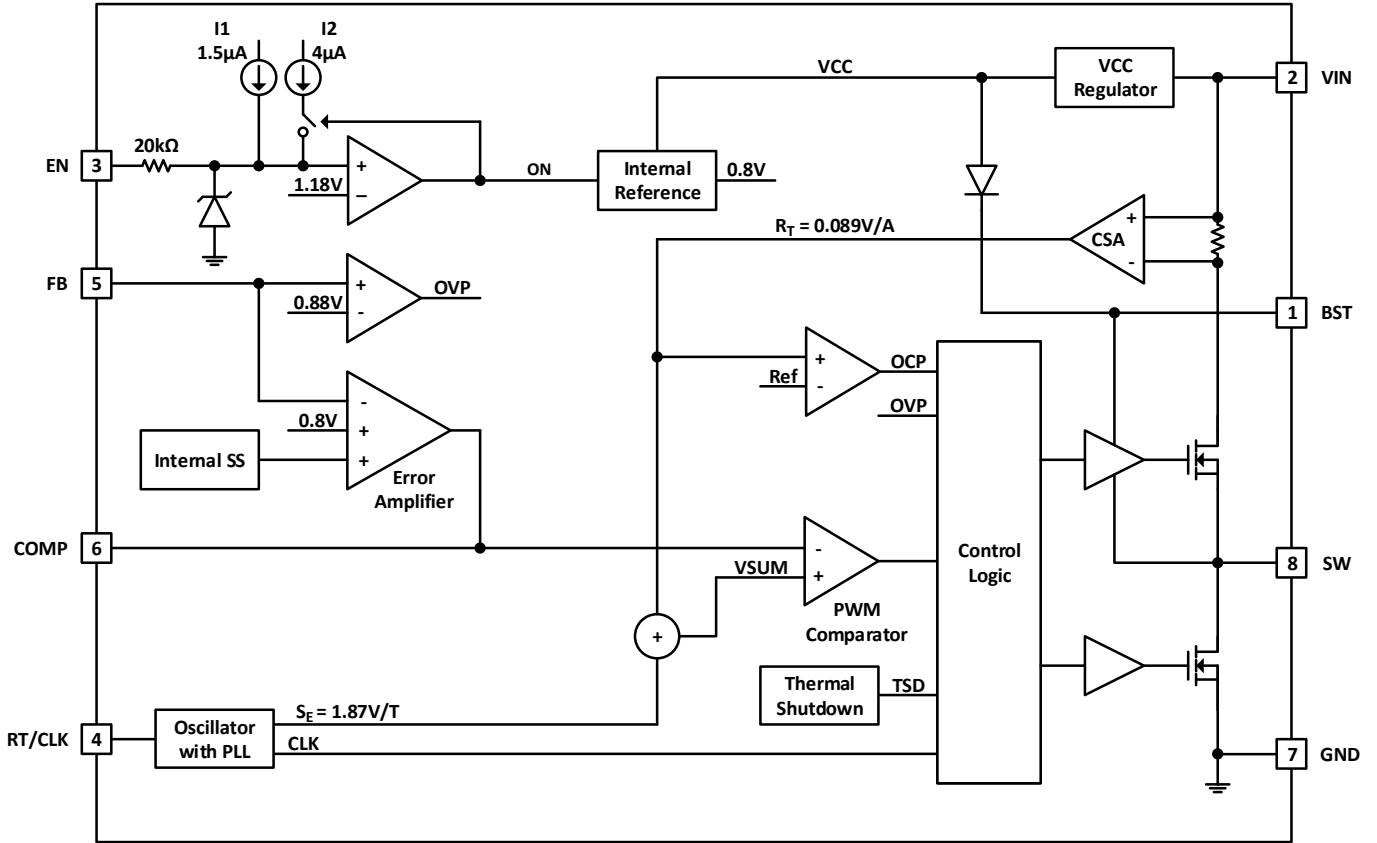 I1
1.5µA
I2
4µA
VCC
VCC
Regulator
2
VIN
20kΩ
EN
3
+
1.18V
−
ON
Internal
Reference
0.8V
R_T = 0.089V/A
CSA
+
-
FB
5
+
0.88V
-
OVP
1
BST
+
Ref
-
OCP
OVP
-
0.8V
+
Internal SS
+
Error
Amplifier
COMP
6
-
VSUM
+
PWM
Comparator
Control
Logic
8
SW
+
Thermal
Shutdown
TSD
RT/CLK
4
Oscillator
with PLL
S_E = 1.87V/T
CLK
7
GND